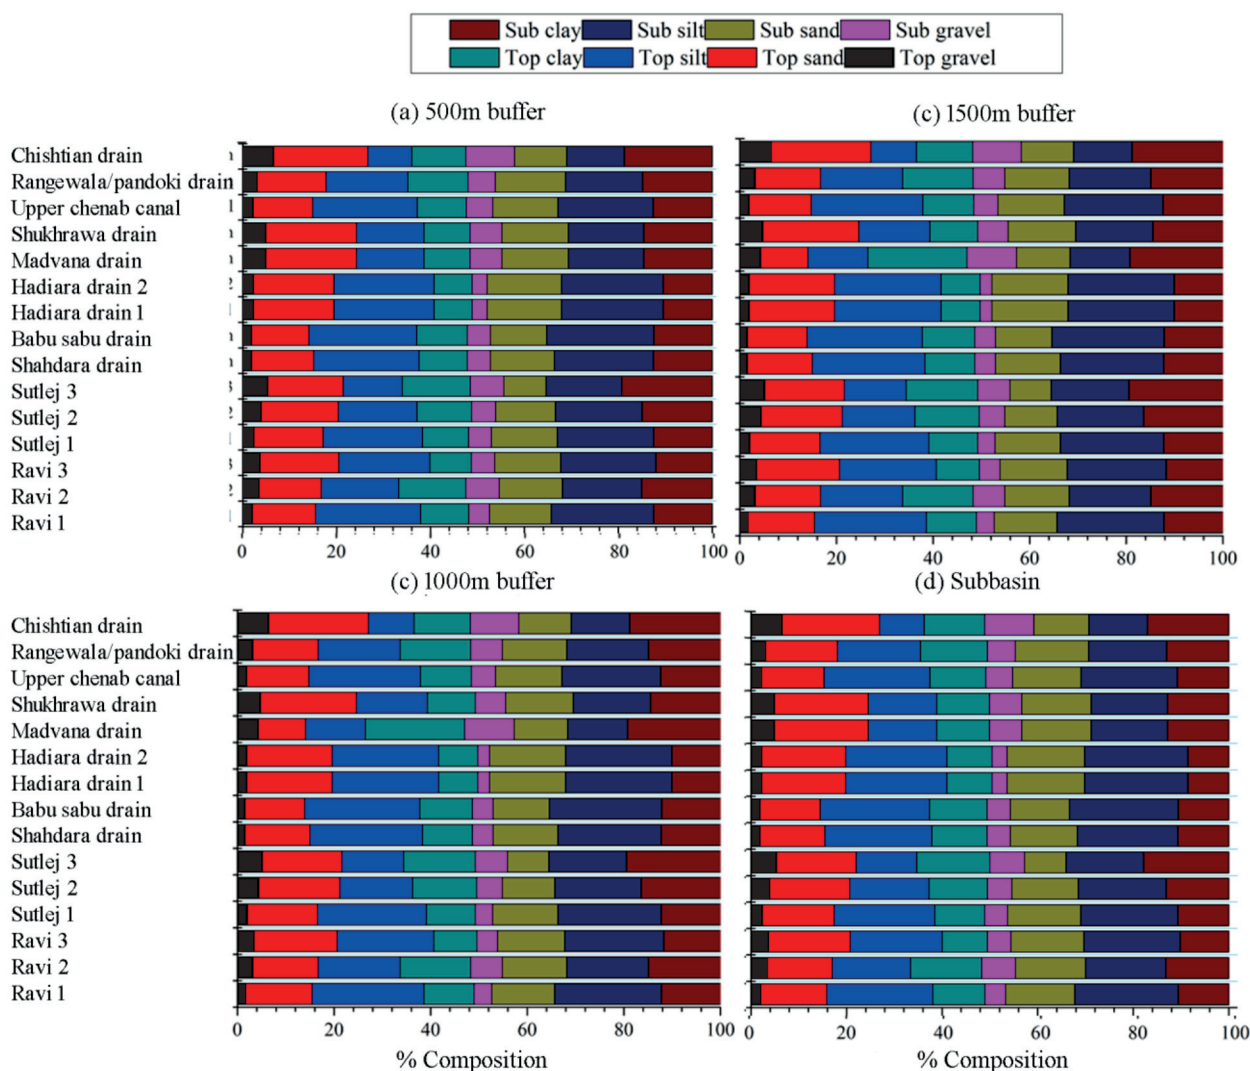 Sub clay Sub silt Sub sand Sub gravel
Top clay Top silt Top sand Top gravel
(a) 500m buffer
(c) 1500m buffer
Chishtian drain
Rangewala/pandoki drain
Upper chenab canal
Shukhrawa drain
Madvana drain
Hadiara drain 2
Hadiara drain 1
Babu sabu drain
Shahdara drain
Sutlej 3
Sutlej 2
Sutlej 1
Ravi 3
Ravi 2
Ravi 1
0 20 40 60 80 100
0 20 40 60 80 100
(c) 1000m buffer
(d) Subbasin
Chishtian drain
Rangewala/pandoki drain
Upper chenab canal
Shukhrawa drain
Madvana drain
Hadiara drain 2
Hadiara drain 1
Babu sabu drain
Shahdara drain
Sutlej 3
Sutlej 2
Sutlej 1
Ravi 3
Ravi 2
Ravi 1
0 20 40 60 80 100
0 20 40 60 80 100
% Composition
% Composition